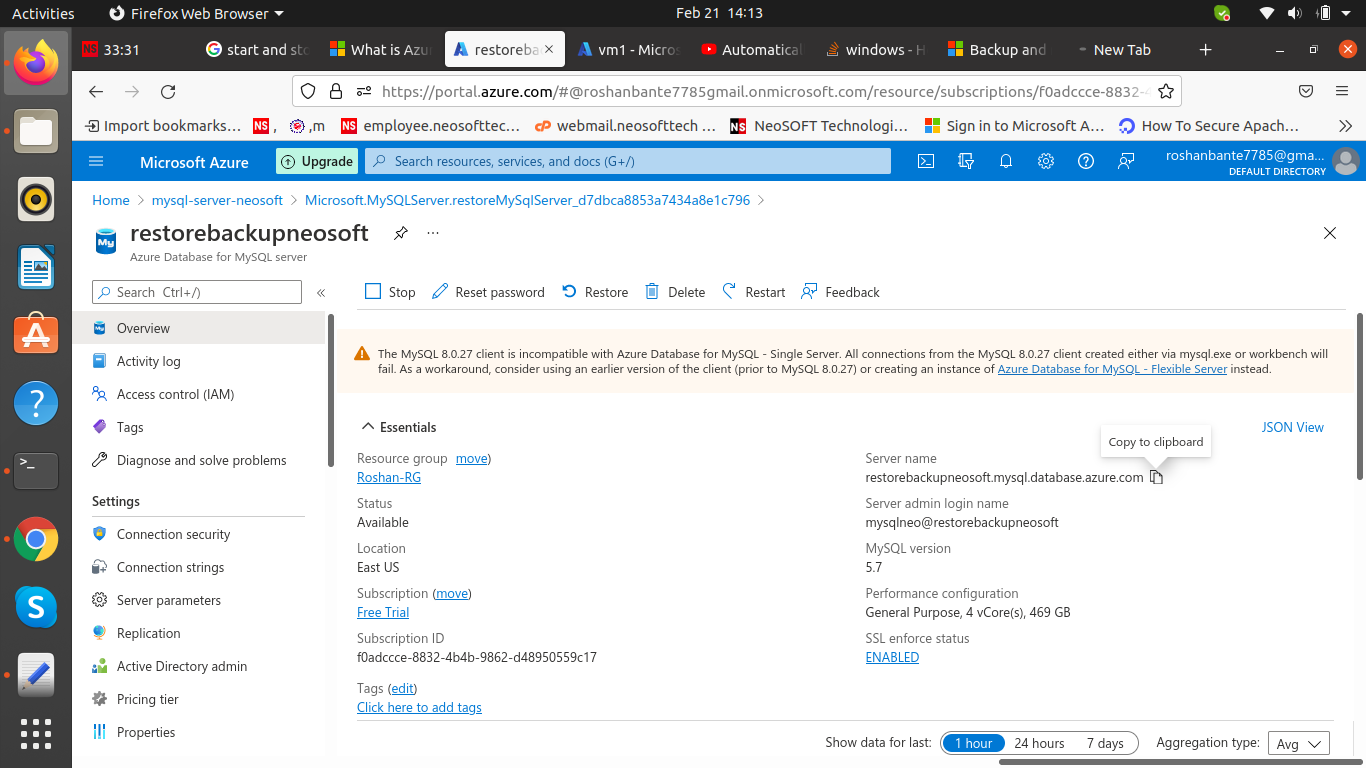 Activities
Firefox Web Browser
Feb 21 14:13
NS 33:31
start and sto
What is Azu
restoreba
vm1 - Micros
Automatica
windows - H
Backup and
New Tab
https://portal.azure.com/#@roshanbante7785gmail.onmicrosoft.com/resource/subscriptions/f0adccce-8832-4
Import bookmarks...
NS ,
,m
NS employee.neosofttec...
cP webmail.neosofttech ...
NS NeoSOFT Technologi...
Sign in to Microsoft A...
How To Secure Apach...
Microsoft Azure
Upgrade
Search resources, services, and docs (G+/)
roshanbante7785@gma...
DEFAULT DIRECTORY
Home > mysql-server-neosoft > Microsoft.MySQLServer.restoreMySqlServer_d7dbca8853a7434a8e1c796 >
My
restorebackupneosoft
...
Azure Database for MySQL server
Search Ctrl+/)
«
Stop
Reset password
Restore
Delete
Restart
Feedback
Overview
Activity log
Access control (IAM)
Tags
Diagnose and solve problems
Settings
Connection security
Connection strings
Server parameters
Replication
Active Directory admin
Pricing tier
Properties
The MySQL 8.0.27 client is incompatible with Azure Database for MySQL - Single Server. All connections from the MySQL 8.0.27 client created either via mysql.exe or workbench will
fail. As a workaround, consider using an earlier version of the client (prior to MySQL 8.0.27) or creating an instance of Azure Database for MySQL - Flexible Server instead.
Essentials
JSON View
Copy to clipboard
Resource group move)
Roshan-RG
Status
Available
Location
East US
Subscription (move)
Free Trial
Subscription ID
f0adccce-8832-4b4b-9862-d48950559c17
Tags (edit)
Click here to add tags
Server name
restorebackupneosoft.mysql.database.azure.com
Server admin login name
mysqlneo@restorebackupneosoft
MySQL version
5.7
Performance configuration
General Purpose, 4 vCore(s), 469 GB
SSL enforce status
ENABLED
Show data for last:
1 hour
24 hours
7 days
Aggregation type:
Avg